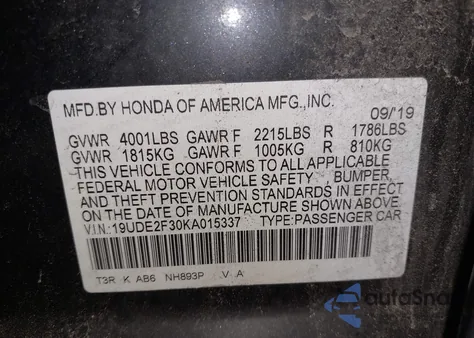 MFD.BY HONDA OF AMERICA MFG.,INC.
09/'19
GVWR 4001LBS GAWR F 2215LBS R 1786LBS
GVWR 1815KG GAWR F 1005KG R 810KG
THIS VEHICLE CONFORMS TO ALL APPLICABLE
FEDERAL MOTOR VEHICLE SAFETY, BUMPER,
AND THEFT PREVENTION STANDARDS IN EFFECT
ON THE DATE OF MANUFACTURE SHOWN ABOVE.
V.I.N:19UDE2F30KA015337 TYPE:PASSENGER CAR
T3R K AB6 NH893P V A